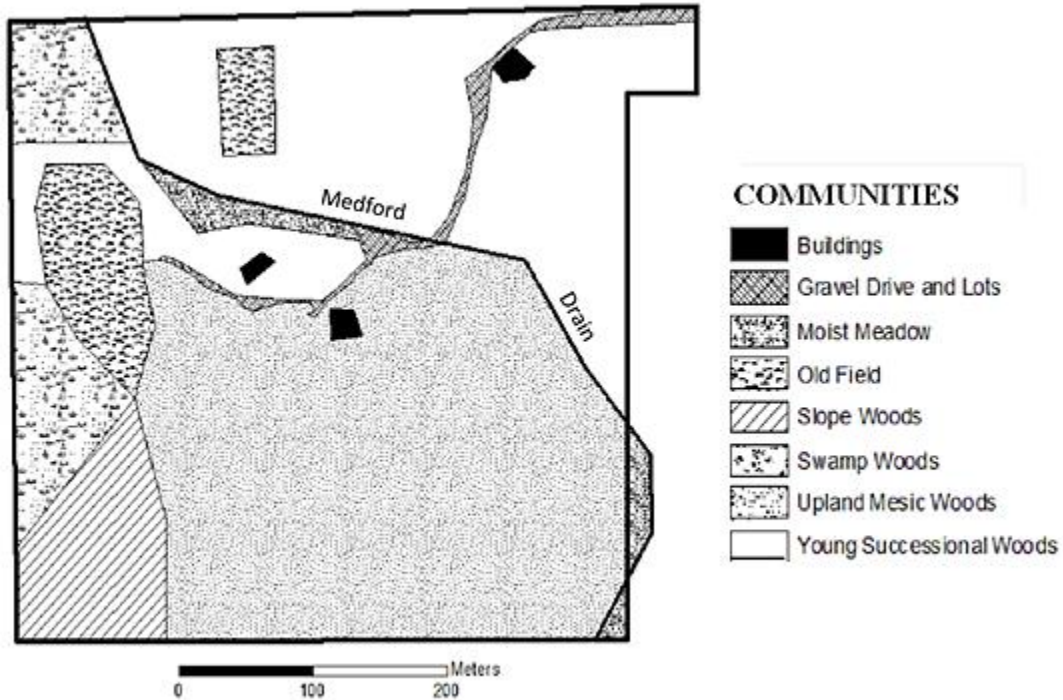 Medford
Drain
COMMUNITIES
Buildings
Gravel Drive and Lots
Moist Meadow
Old Field
Slope Woods
Swamp Woods
Upland Mesic Woods
Young Successional Woods
Meters
0 100 200